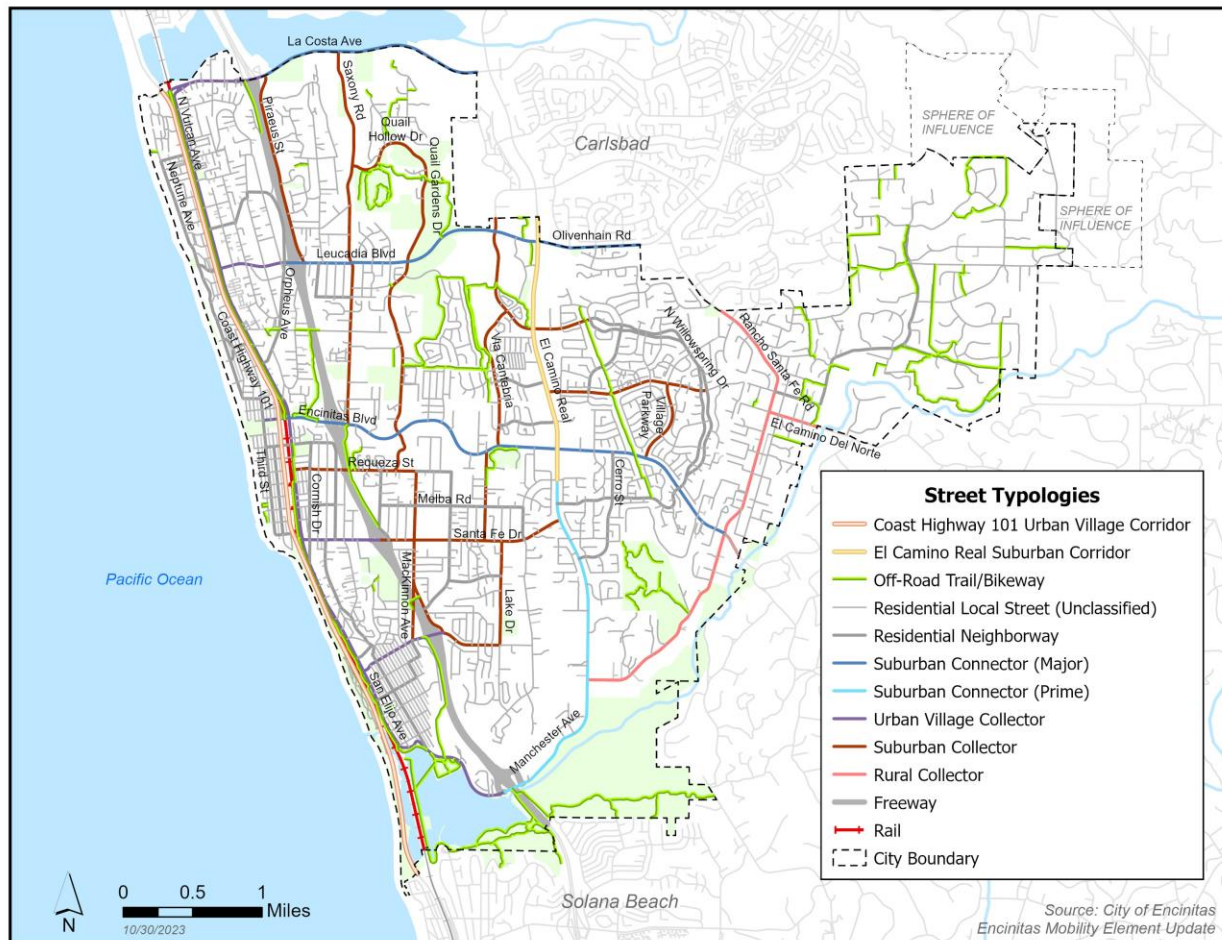 La Costa Ave
N Vulcan Ave
Piraeus St
Saxony Rd
Quail
Hollow Dr
Quail Gardens Dr
Carlsbad
SPHERE OF
INFLUENCE
SPHERE OF
INFLUENCE
Neptune Ave
Leucadia Blvd
Olivenhain Rd
Orpheus Ave
Coast Highway 101
Via Cantebria
El Camino Real
N Willowspring Dr
Rancho Santa Fe Rd
Village
Parkway
Encinitas Blvd
El Camino Del Norte
Third St
Cornish Dr
Requeza St
Melba Rd
Cerro St
Santa Fe Dr
MacKinnon Ave
Lake Dr
San Elijo Ave
Manchester Ave
Pacific Ocean
Solana Beach
Street Typologies
Coast Highway 101 Urban Village Corridor
El Camino Real Suburban Corridor
Off-Road Trail/Bikeway
Residential Local Street (Unclassified)
Residential Neighborway
Suburban Connector (Major)
Suburban Connector (Prime)
Urban Village Collector
Suburban Collector
Rural Collector
Freeway
Rail
City Boundary
N
0 0.5 1
Miles
10/30/2023
Source: City of Encinitas
Encinitas Mobility Element Update